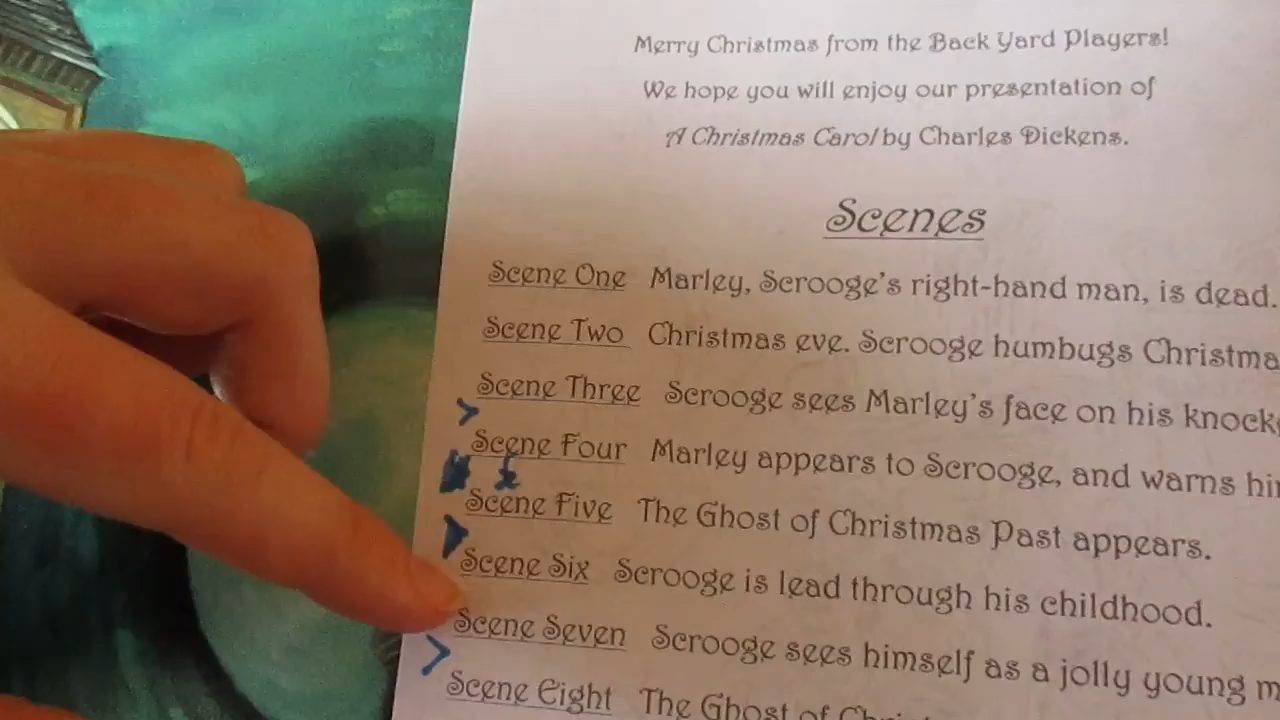 Merry Christmas from the Back Yard Players!
We hope you will enjoy our presentation of
A Christmas Carol by Charles Dickens.
Scenes
Scene One Marley, Scrooge's right-hand man, is dead.
Scene Two Christmas eve. Scrooge humbugs
Scene Three Scrooge sees Marley's face on his
Scene Four Marley appears to Scrooge, and warns
Scene Five The Ghost of Christmas Past appears.
Scene Six Scrooge is lead through his childhood.
Scene Seven Scrooge sees himself as a jolly young
Scene Eight The Ghost of